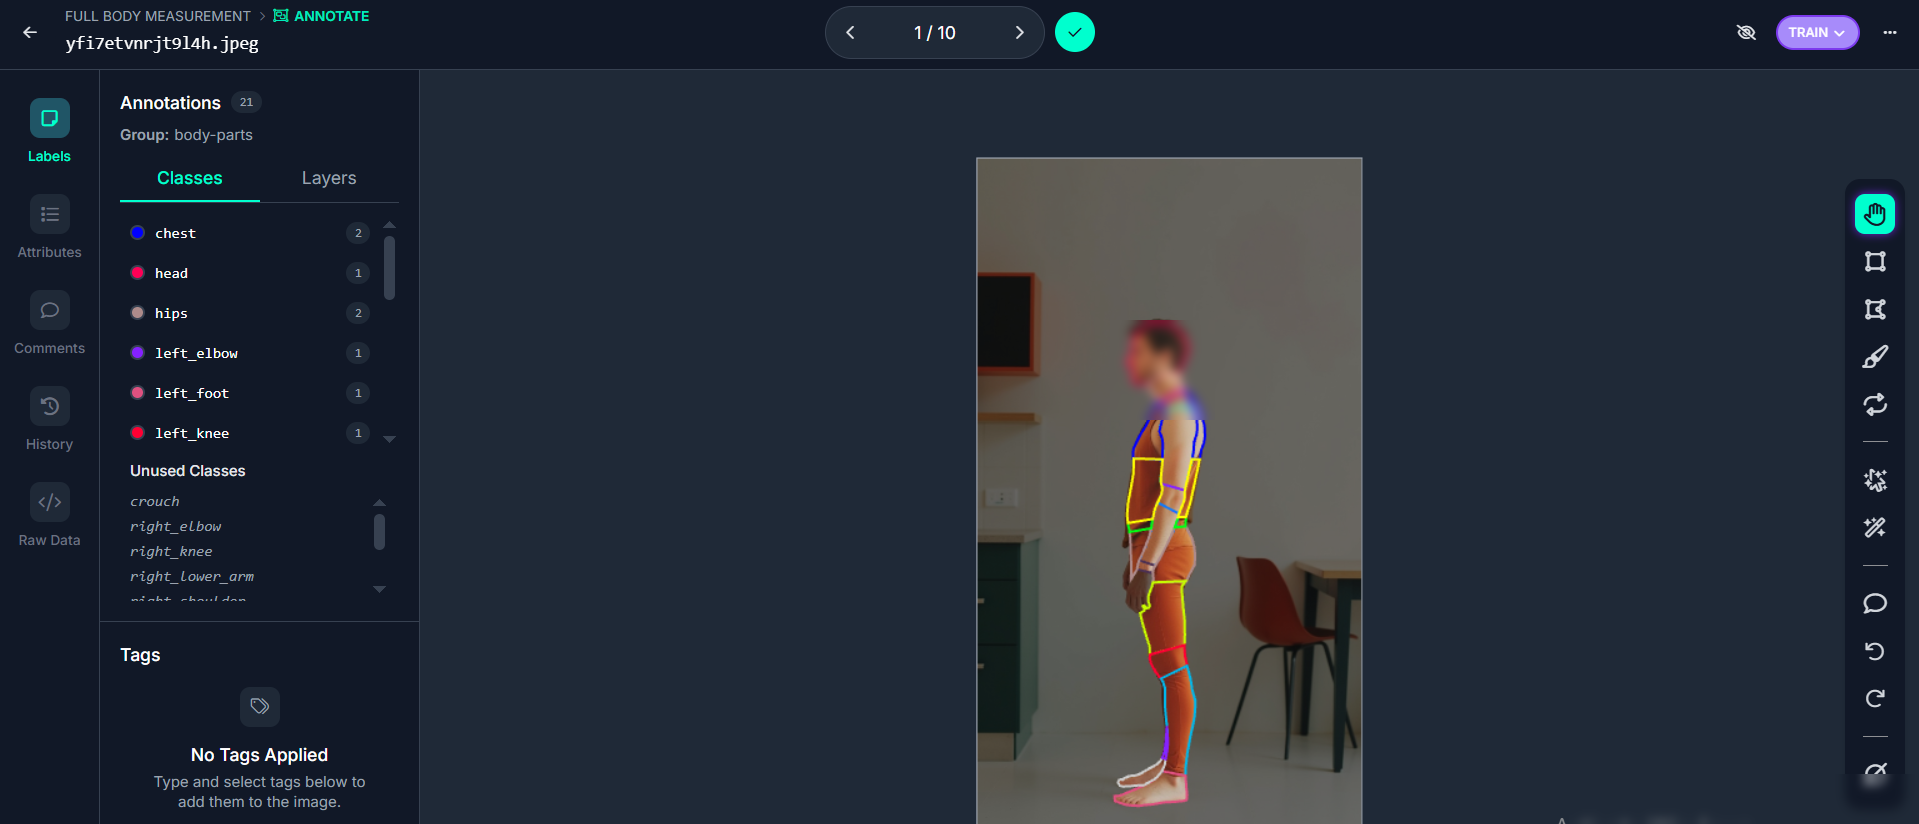 FULL BODY MEASUREMENT > ANNOTATE
yfi7etvnrjt9l4h.jpeg
1 / 10
TRAIN
Labels
Attributes
Comments
History
Raw Data
Annotations 21
Group: body-parts
Classes Layers
chest 2
head 1
hips 2
left_elbow 1
left_foot 1
left_knee 1
Unused Classes
crouch
right_elbow
right_knee
right_lower_arm
right_shoulder
Tags
No Tags Applied
Type and select tags below to
add them to the image.